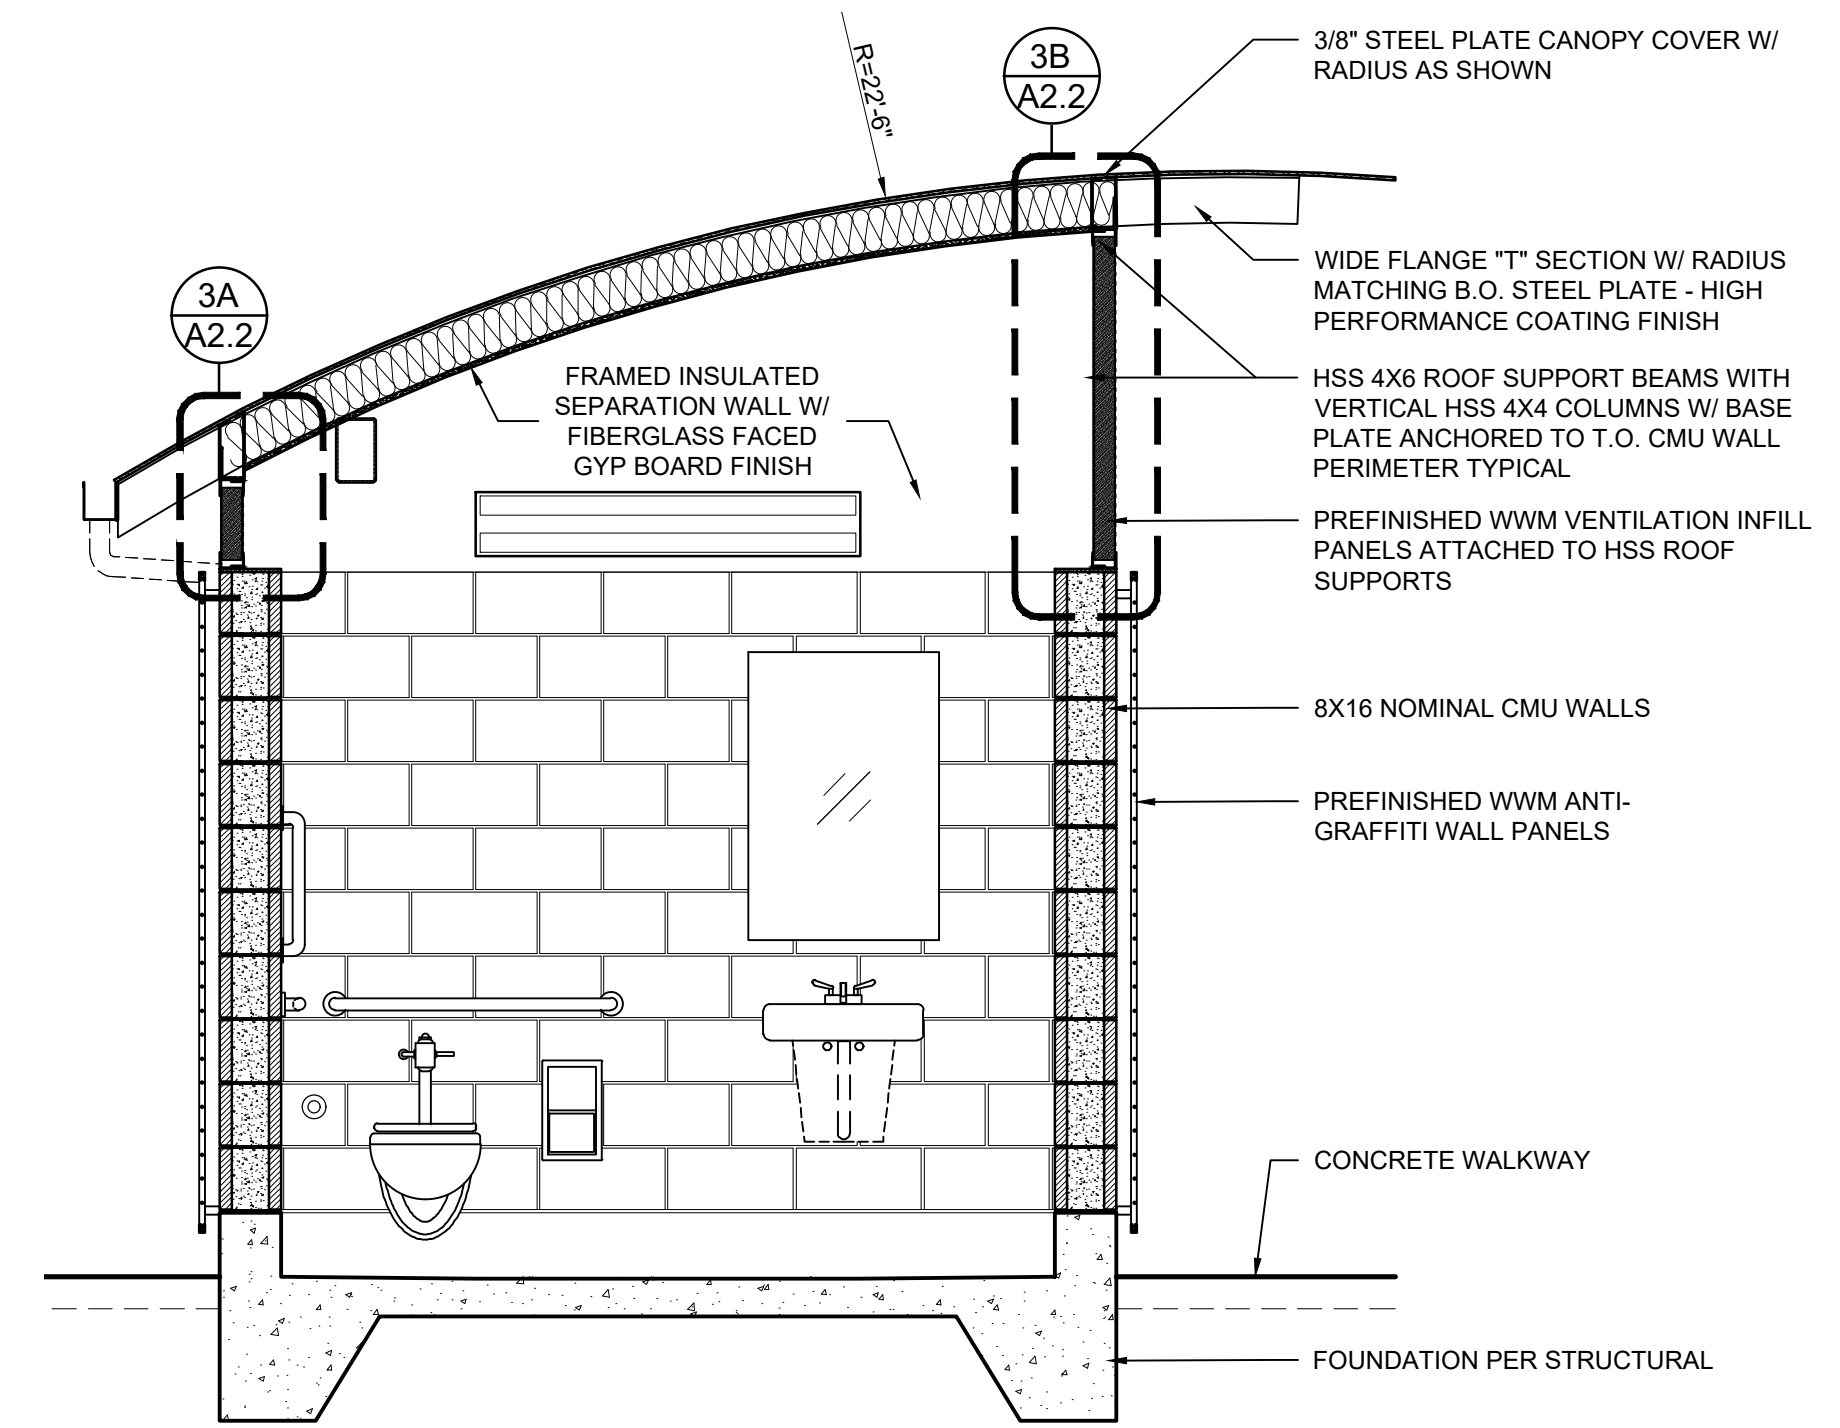 R=22'-6"
3B
A2.2
3/8" STEEL PLATE CANOPY COVER W/
RADIUS AS SHOWN
WIDE FLANGE "T" SECTION W/ RADIUS
MATCHING B.O. STEEL PLATE - HIGH
PERFORMANCE COATING FINISH
3A
A2.2
FRAMED INSULATED
SEPARATION WALL W/
FIBERGLASS FACED
GYP BOARD FINISH
HSS 4X6 ROOF SUPPORT BEAMS WITH
VERTICAL HSS 4X4 COLUMNS W/ BASE
PLATE ANCHORED TO T.O. CMU WALL
PERIMETER TYPICAL
PREFINISHED WWM VENTILATION INFILL
PANELS ATTACHED TO HSS ROOF
SUPPORTS
8X16 NOMINAL CMU WALLS
PREFINISHED WWM ANTI-
GRAFFITI WALL PANELS
CONCRETE WALKWAY
FOUNDATION PER STRUCTURAL